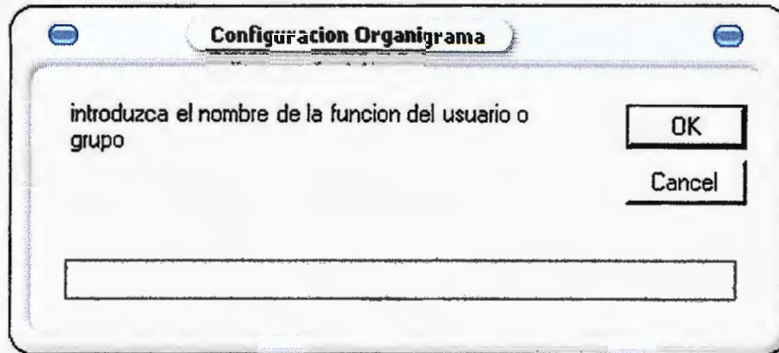 Configuracion Organigrama
introduzca el nombre de la funcion del usuario o
grupo
OK
Cancel